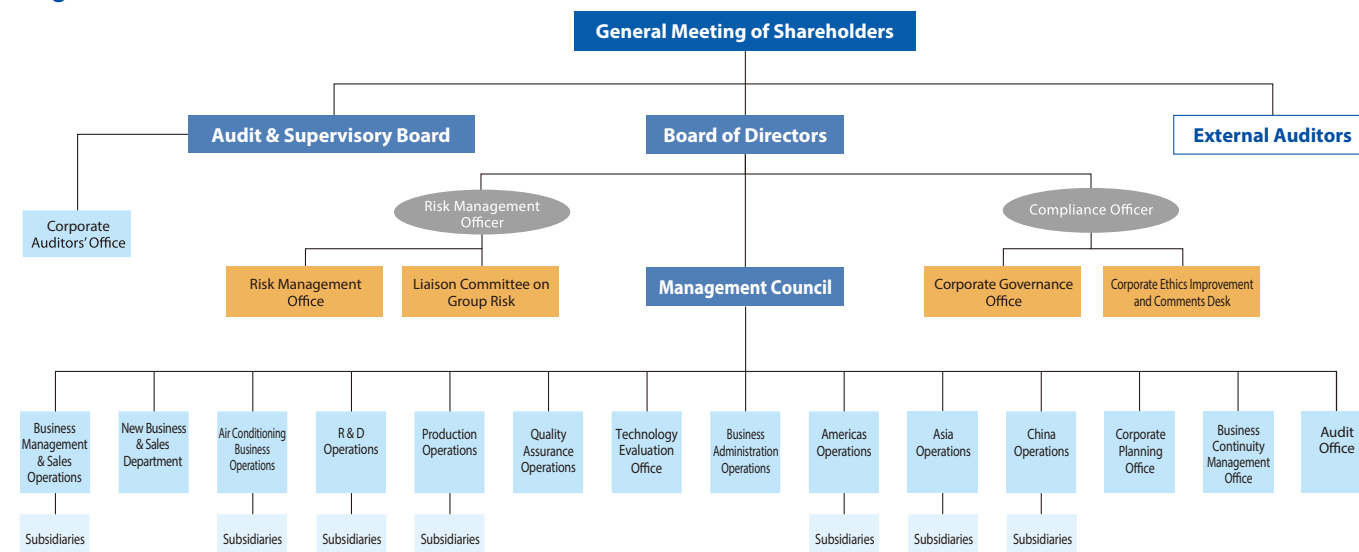 General Meeting of Shareholders
Audit & Supervisory Board
Board of Directors
External Auditors
Corporate
Auditors' Office
Risk Management
Officer
Compliance Officer
Risk Management
Office
Liaison Committee on
Group Risk
Management Council
Corporate Governance
Office
Corporate Ethics Improvement
and Comments Desk
Business
Management
& Sales
Operations
New Business
& Sales
Department
Air Conditioning
Business
Operations
R & D
Operations
Production
Operations
Quality
Assurance
Operations
Technology
Evaluation
Office
Business
Administration
Operations
Americas
Operations
Asia
Operations
China
Operations
Corporate
Planning
Office
Business
Continuity
Management
Office
Audit
Office
Subsidiaries
Subsidiaries
Subsidiaries
Subsidiaries
Subsidiaries
Subsidiaries
Subsidiaries